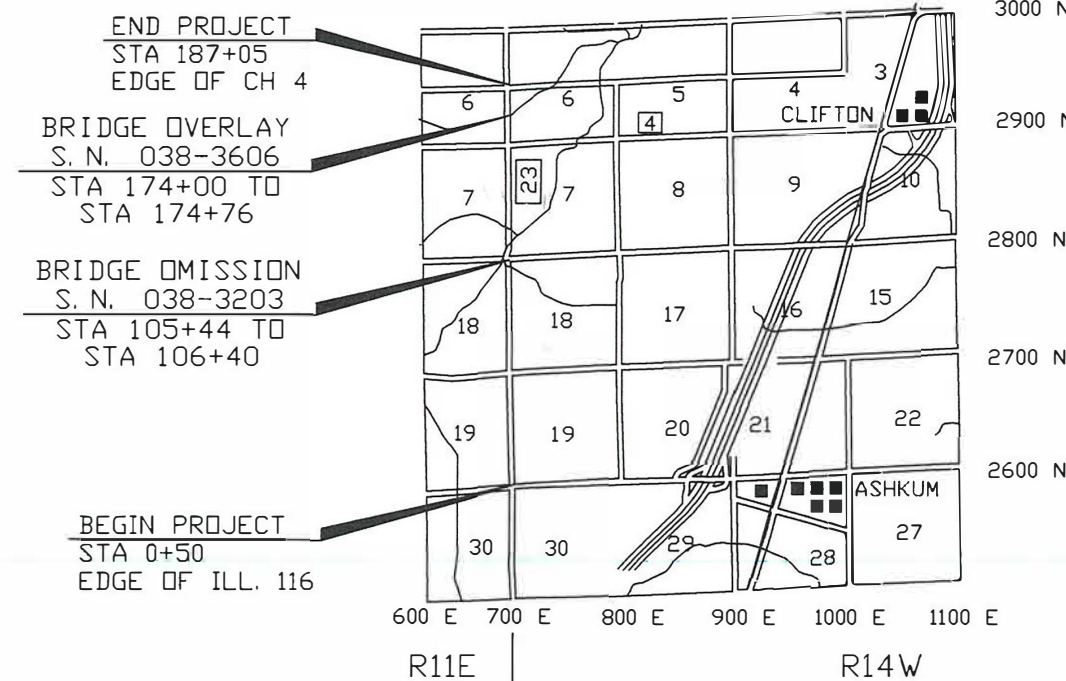 END PROJECT
STA 187+05
EDGE OF CH 4
BRIDGE OVERLAY
S. N. 038-3606
STA 174+00 TO
STA 174+76
BRIDGE OMISSION
S. N. 038-3203
STA 105+44 TO
STA 106+40
BEGIN PROJECT
STA 0+50
EDGE OF ILL. 116
3000 N
3
6 6 5 4
4
CLIFTON
2900 N
7 23 7 8 9 10
2800 N
18 18 17 16 15
2700 N
19 19 20 21 22
2600 N
ASHKUM
30 30 29 28 27
600 E 700 E 800 E 900 E 1000 E 1100 E
R11E R14W